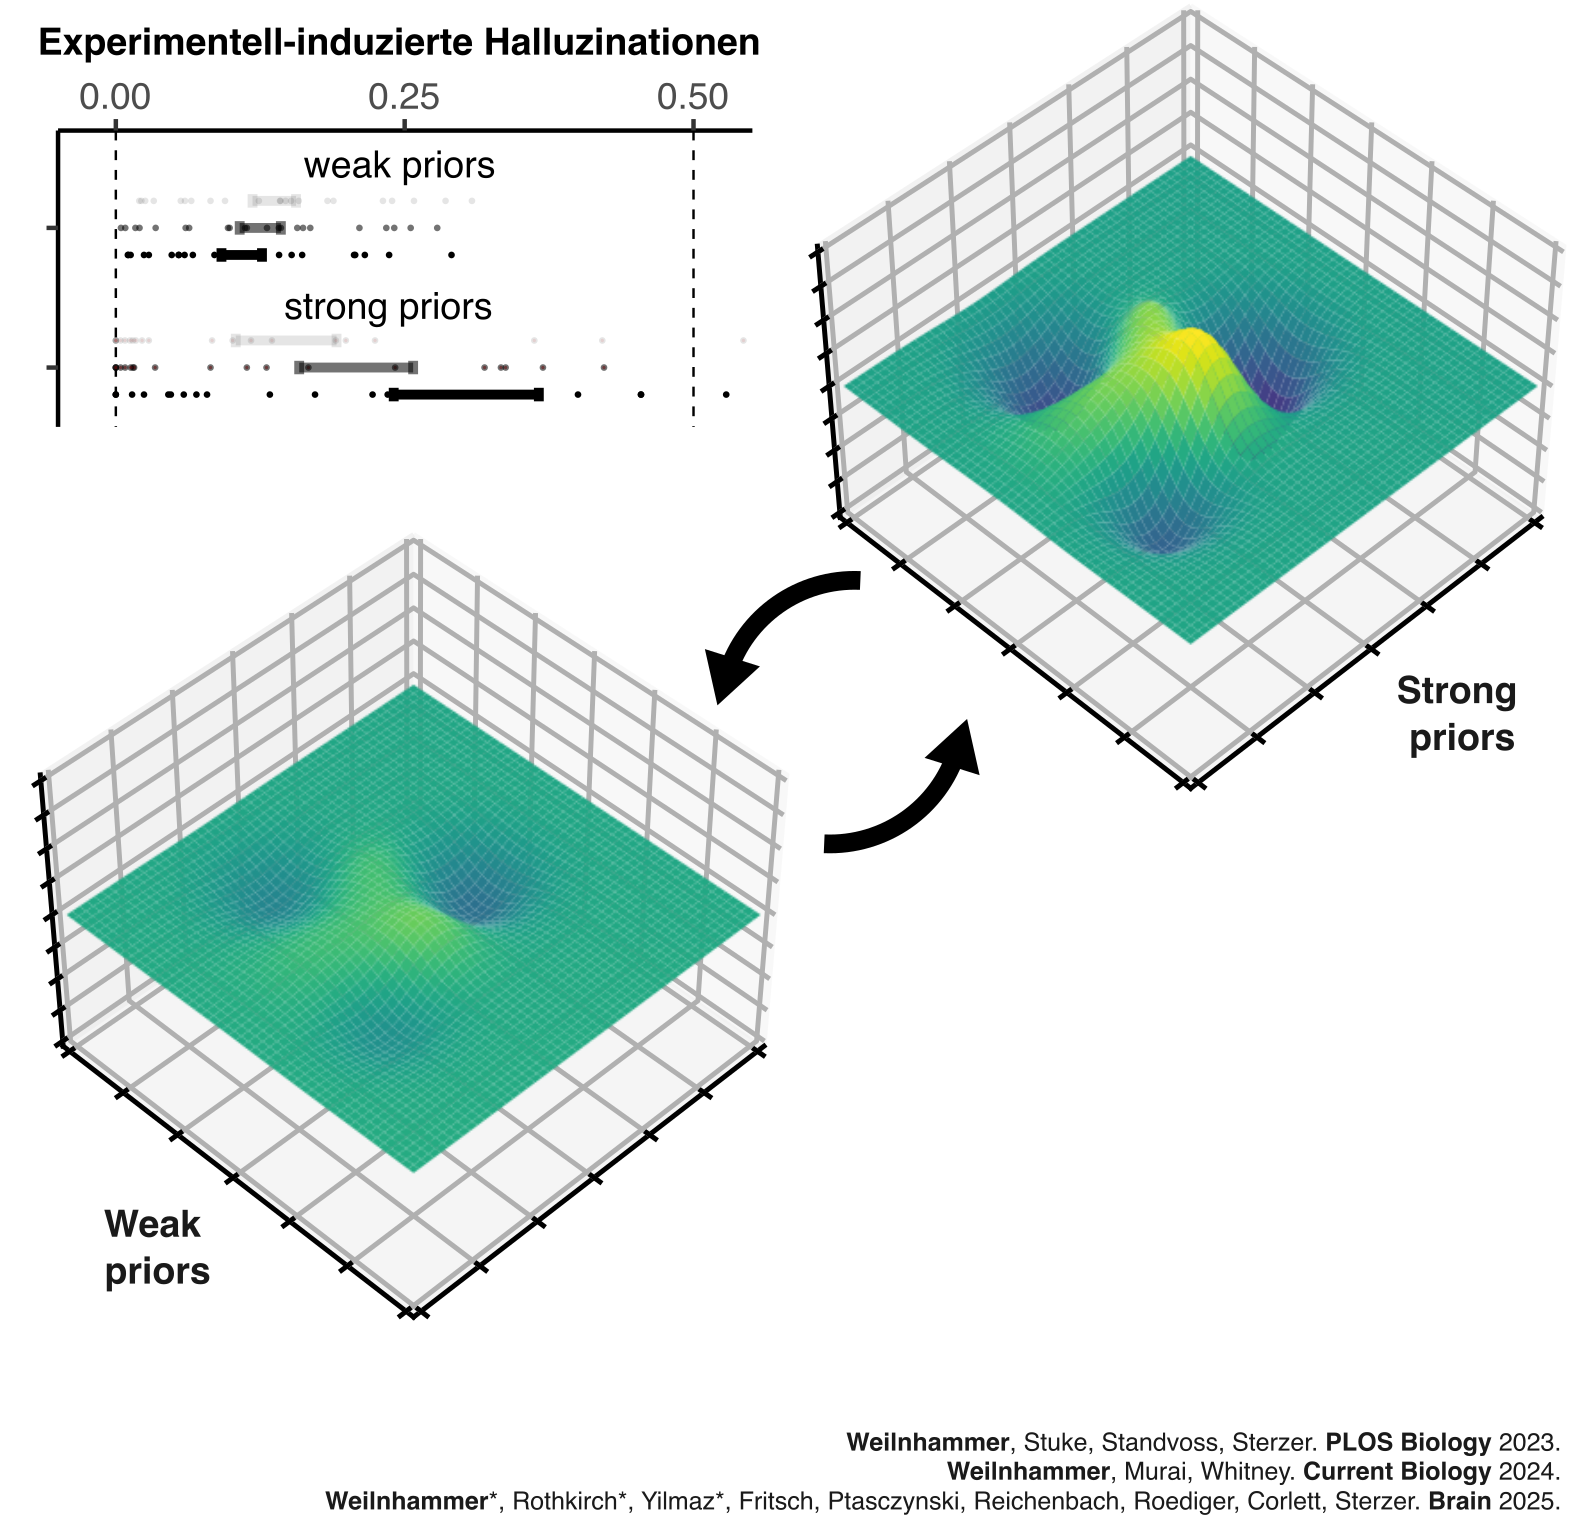 Experimentell-induzierte Halluzinationen
0.00 0.25 0.50
weak priors
strong priors
Strong
priors
Weak
priors
Weilnhammer, Stuke, Standvoss, Sterzer. PLOS Biology 2023.
Weilnhammer, Murai, Whitney. Current Biology 2024.
Weilnhammer*, Rothkirch*, Yilmaz*, Fritsch, Ptasczynski, Reichenbach, Roediger, Corlett, Sterzer. Brain 2025.